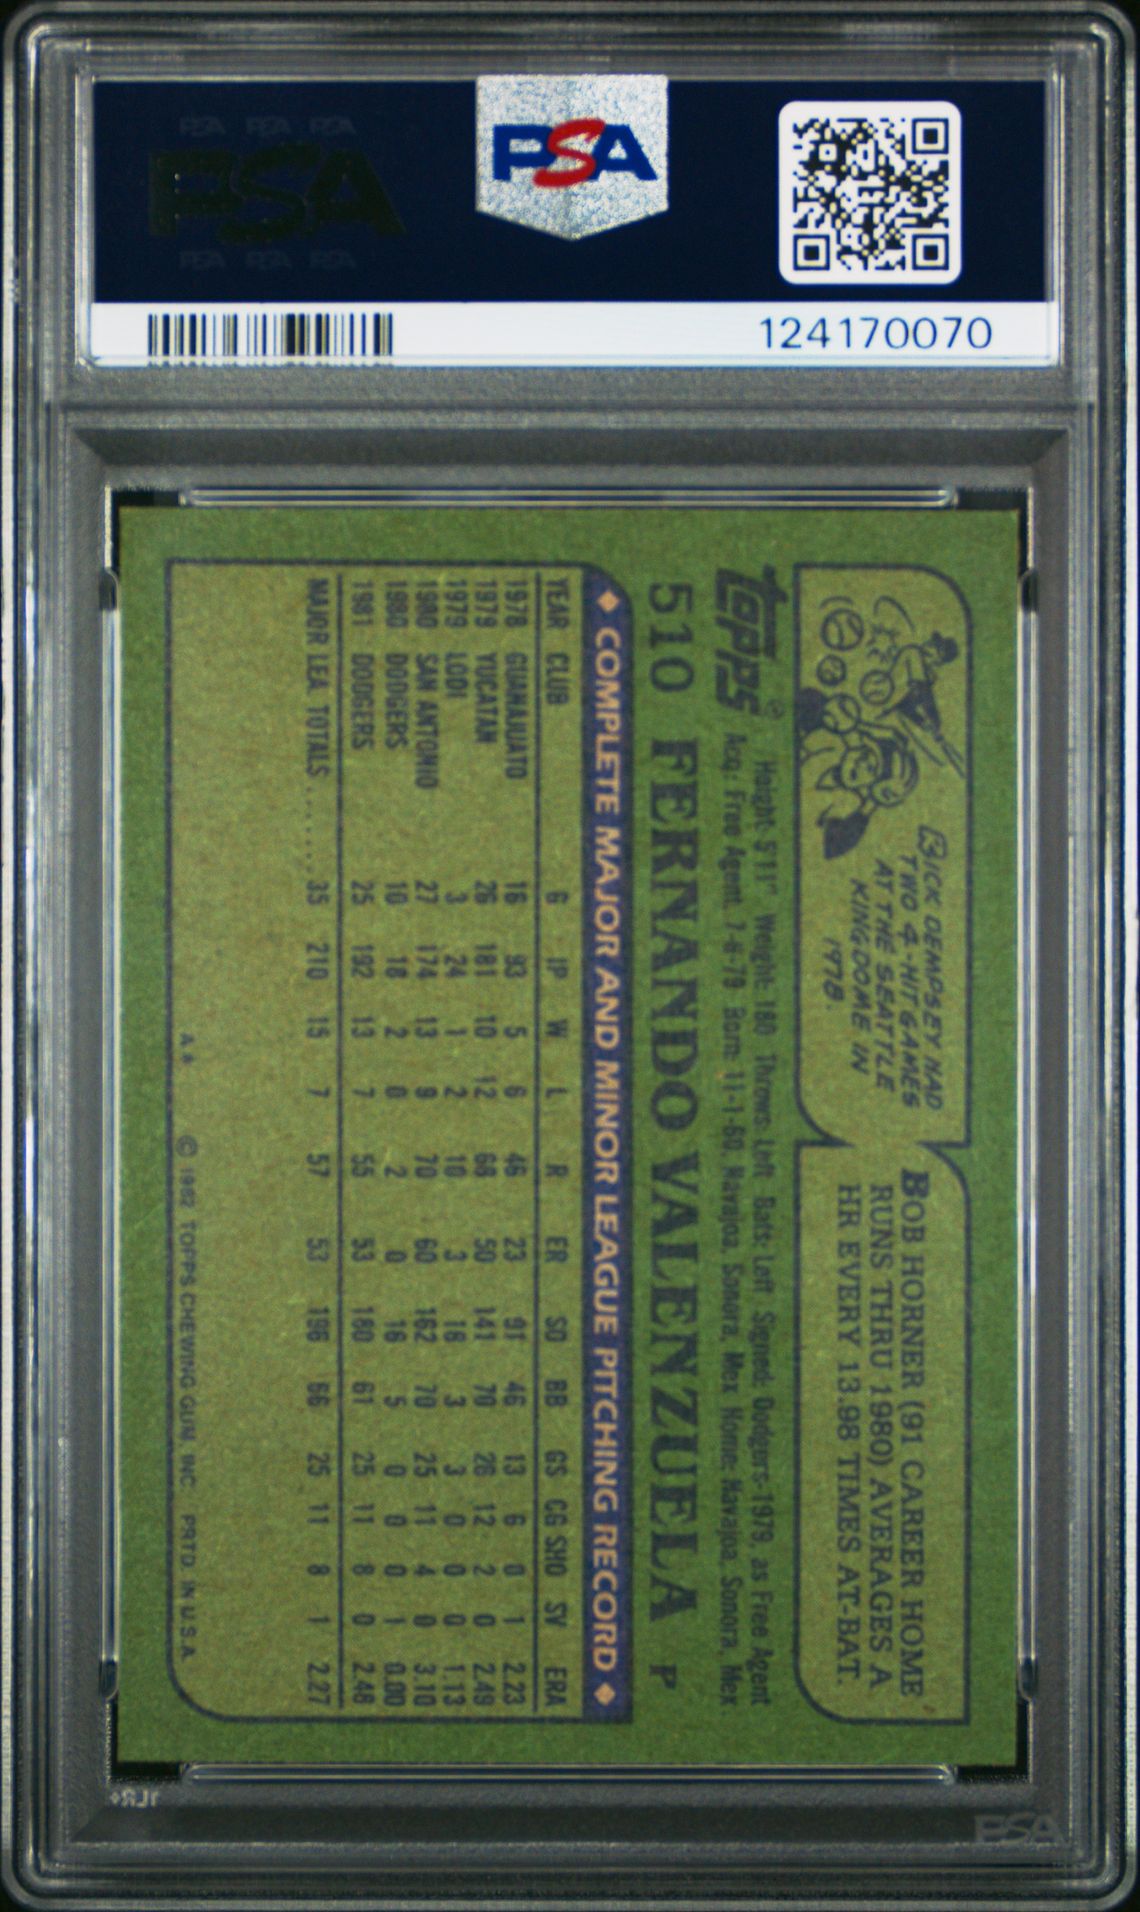 PSA PSA PSA
PSA
PSA PSA PSA
PSA
124170070
RICK DEMPSEY HAD
TWO 4-HIT GAMES
AT THE SEATTLE
KINGDOME IN
1978.
BOB HORNER (91 CAREER HOME
RUNS THRU 1980) AVERAGES A
HR EVERY 13.98 TIMES AT-BAT.
topps®
Height: 5'11" Weight: 180 Throws: Left Bats: Left Signed: Dodgers-1979, as Free Agent
Acq: Free Agent, 7-6-79 Born: 11-1-60, Navajoa, Sonora, Mex Home: Navajoa, Sonora, Mex.
510 FERNANDO VALENZUELA P
COMPLETE MAJOR AND MINOR LEAGUE PITCHING RECORD
YEAR CLUB G IP W L R ER SO BB GS CG SHO SV ERA
1978 GUANAJUATO 16 93 5 6 46 23 91 46 13 6 0 1 2.23
1979 YUCATAN 26 181 10 12 68 50 141 70 26 12 2 0 2.49
1979 LODI 3 24 1 2 10 3 18 3 3 0 0 0 1.13
1980 SAN ANTONIO 27 174 13 9 70 60 162 70 25 11 4 0 3.10
1980 DODGERS 10 18 2 0 2 0 16 5 0 0 0 1 0.00
1981 DODGERS 25 192 13 7 55 53 180 61 25 11 8 0 2.48
MAJOR LEA TOTALS....... 35 210 15 7 57 53 196 66 25 11 8 1 2.27
A* © 1982 TOPPS CHEWING GUM, INC. PRTD. IN U.S.A.
PSA